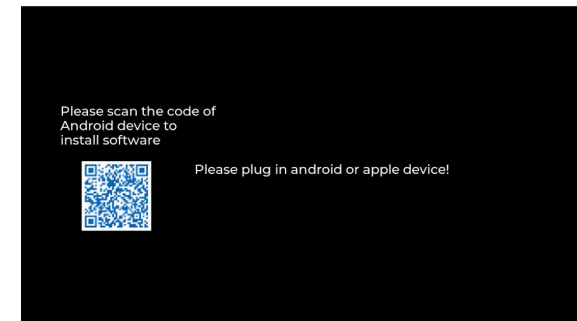 Please scan the code of
Android device to
install software
Please plug in android or apple device!